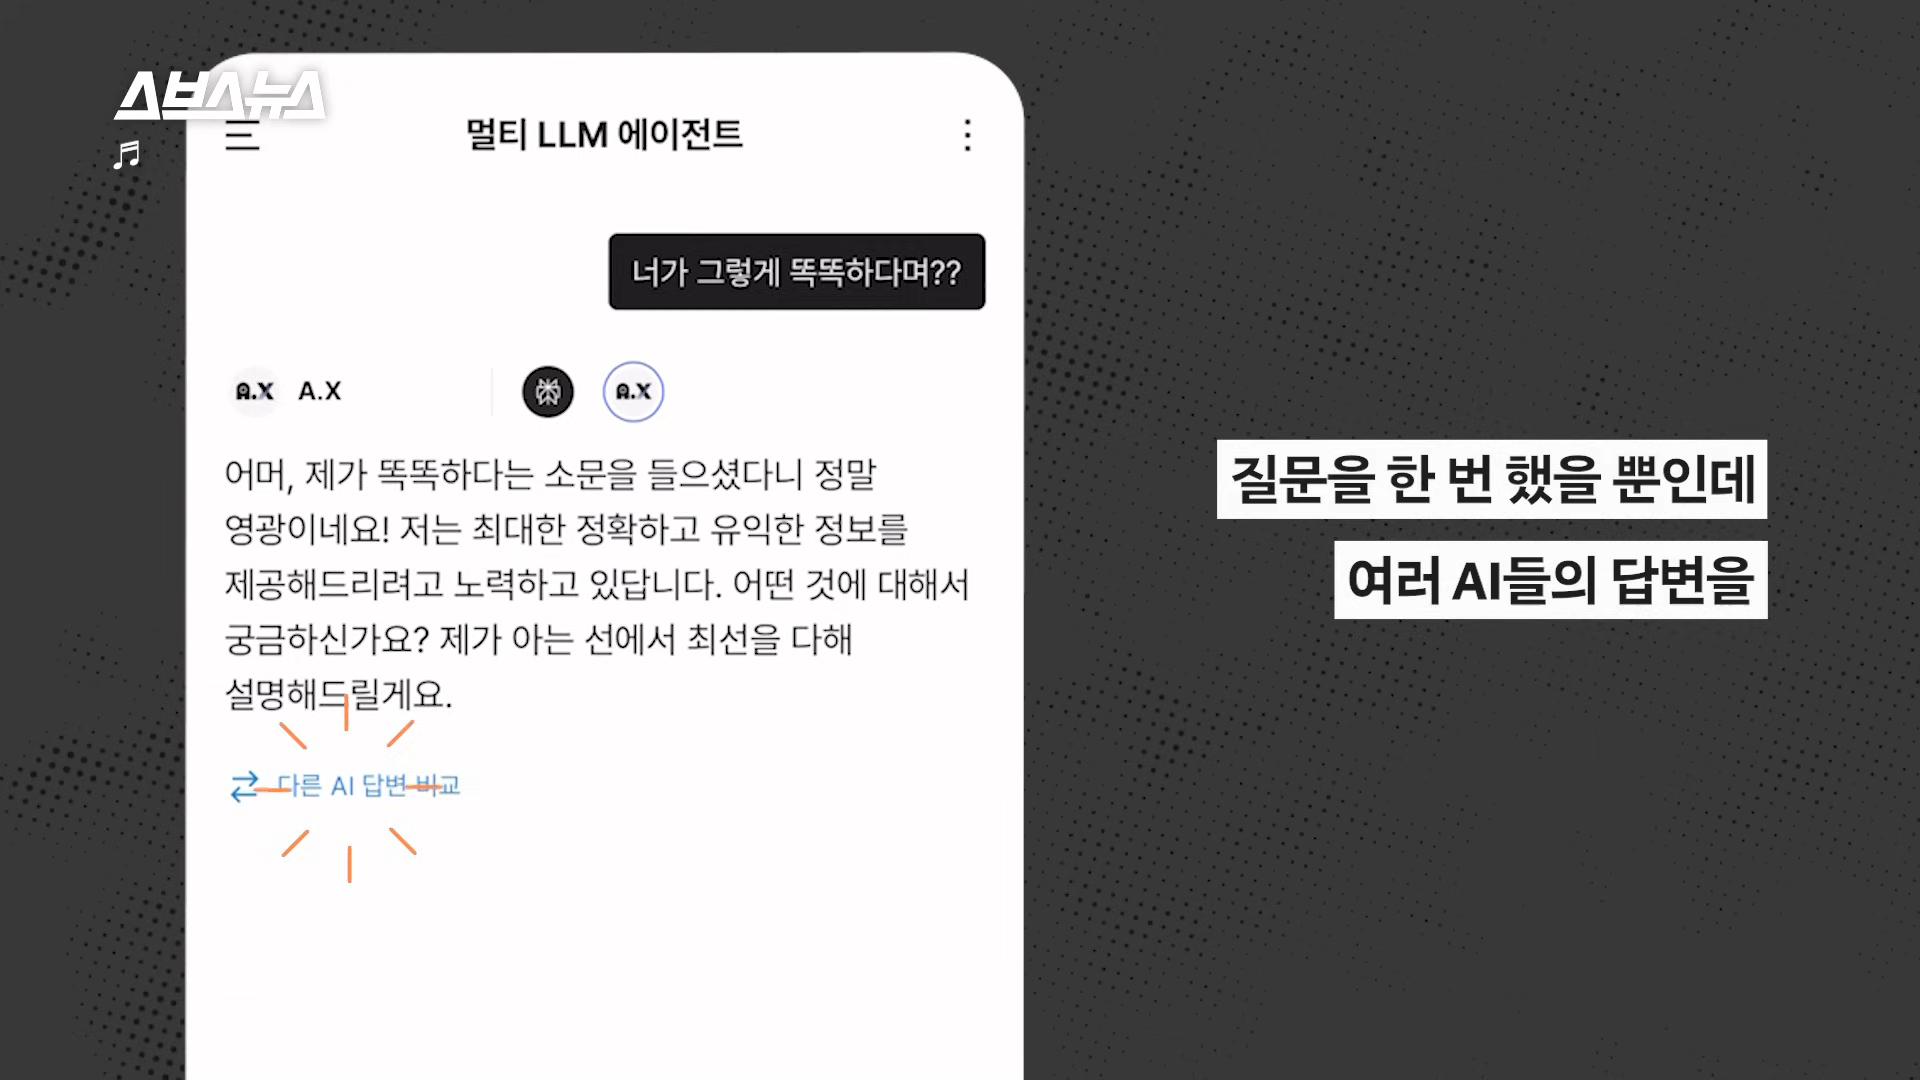 스브스뉴스
멀티 LLM 에이전트
너가 그렇게 똑똑하다며??
A.X A.X A.X
어머, 제가 똑똑하다는 소문을 들으셨다니 정말
영광이네요! 저는 최대한 정확하고 유익한 정보를
제공해드리려고 노력하고 있답니다. 어떤 것에 대해서
궁금하신가요? 제가 아는 선에서 최선을 다해
설명해드릴게요.
다른 AI 답변 비교
질문을 한 번 했을 뿐인데
여러 AI들의 답변을